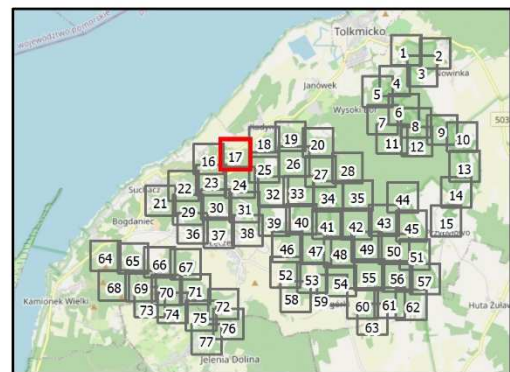 województwo Pomorskie
Tolkmicko
1 2
3
Nowinka
4
Janówek
5
6
503
7 8
9
10
11 12
13
14
15
16 17 18 19 20
21 22 23 24 25 26 27 28
Suchacz
29 30 31 32 33 34 35
36 37 38 39 40 41 42 43 44 45
Bogdaniec
46 47 48 49 50 51
52 53 54 55 56 57
58 59 60 61 62
63
64 65 66 67
68 69 70 71 72
73 74 75 76
77
Kamionek Wielki
Huta Żuławska
Jelenia Dolina